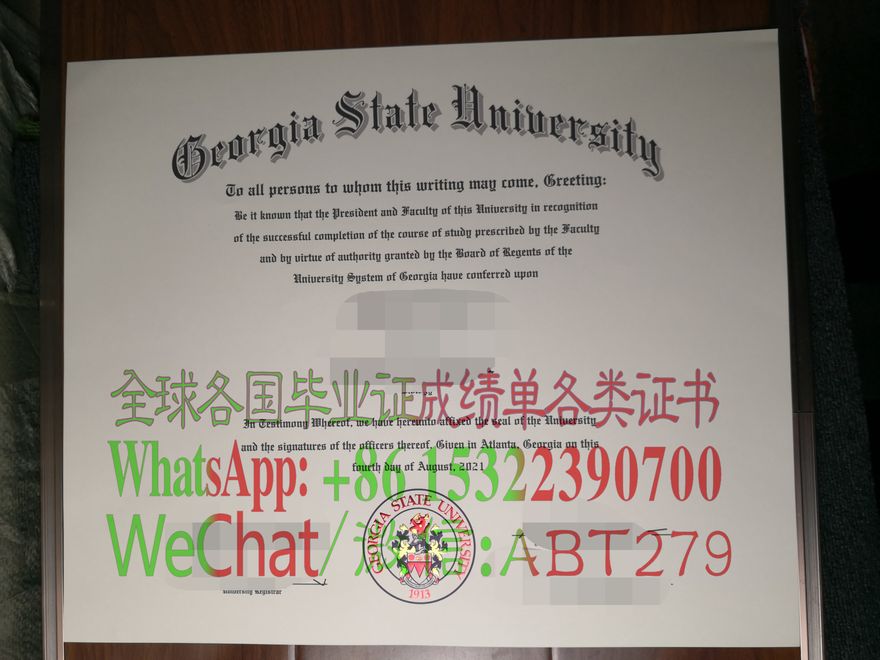 Georgia State University
To all persons to whom this writing may come, Greeting:
Be it known that the President and Faculty of this University in recognition
of the successful completion of the course of study prescribed by the Faculty
and by virtue of authority granted by the Board of Regents of the
University System of Georgia have conferred upon
全球各国毕业证成绩单各类证书
In Testimony Whereof, we have hereunto affixed the seal of the University
and the signatures of the officers thereof. Given in Atlanta, Georgia on this
fourth day of August, 2021
WhatsApp: +86 15322390700
WeChat/微信:ABT279
GEORGIA STATE UNIVERSITY
1913
University Registrar